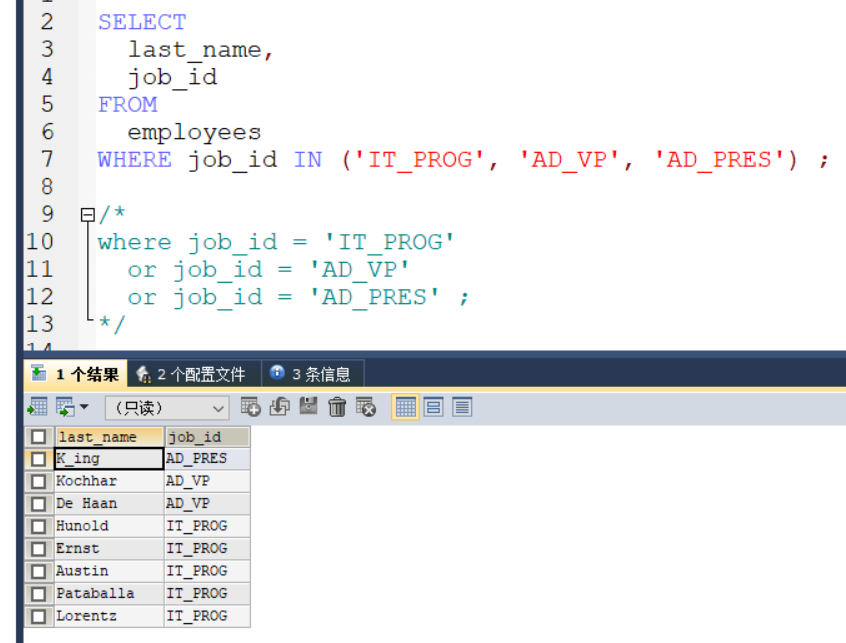 2 SELECT
3 last_name,
4 job_id
5 FROM
6 employees
7 WHERE job_id IN ('IT_PROG', 'AD_VP', 'AD_PRES') ;
8
9 /*
10 where job_id = 'IT_PROG'
11 or job_id = 'AD_VP'
12 or job_id = 'AD_PRES' ;
13 */
1 个结果 2 个配置文件 3 条信息
（只读）
last_name job_id
K_ing AD_PRES
Kochhar AD_VP
De Haan AD_VP
Hunold IT_PROG
Ernst IT_PROG
Austin IT_PROG
Pataballa IT_PROG
Lorentz IT_PROG